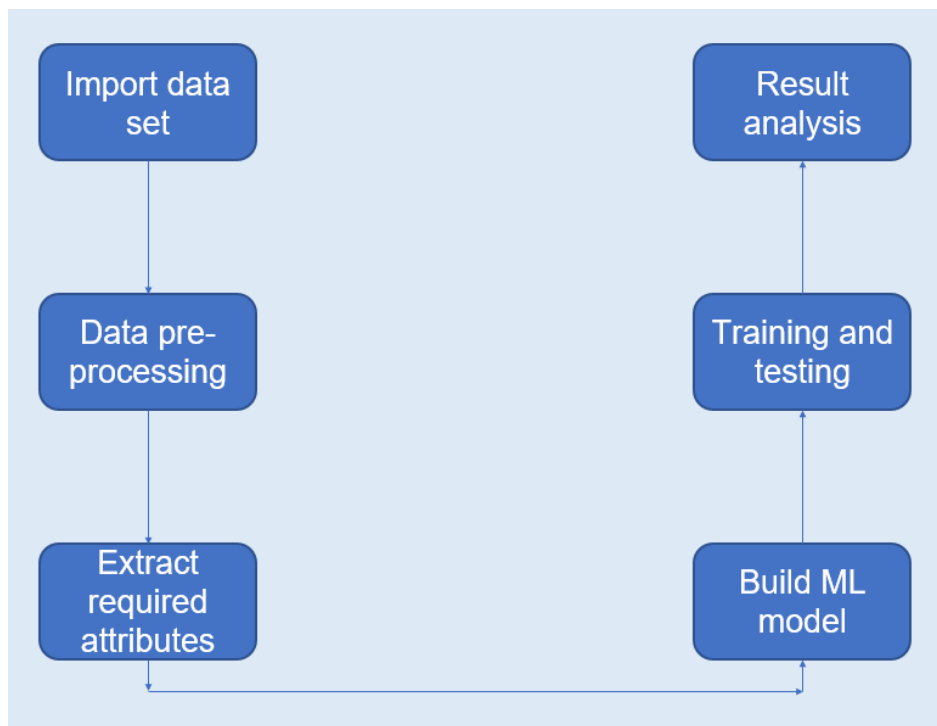 Import data
set
Data pre-
processing
Extract
required
attributes
Build ML
model
Training and
testing
Result
analysis